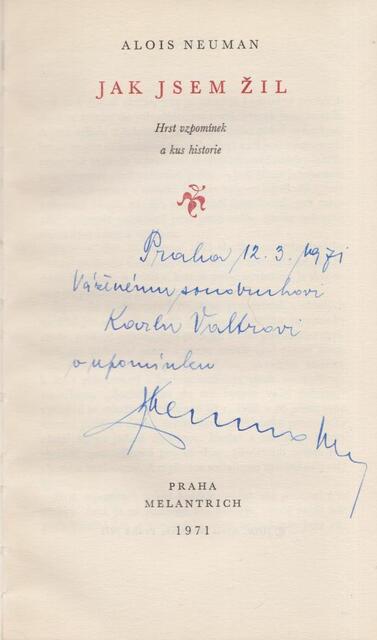 ALOIS NEUMAN
JAK JSEM ŽIL
Hrst vzpomínek
a kus historie
Praha 12. 3. 1971
Váženému soudruhovi
Karlu Valtrovi
v upomínku
PRAHA
MELANTRICH
1971